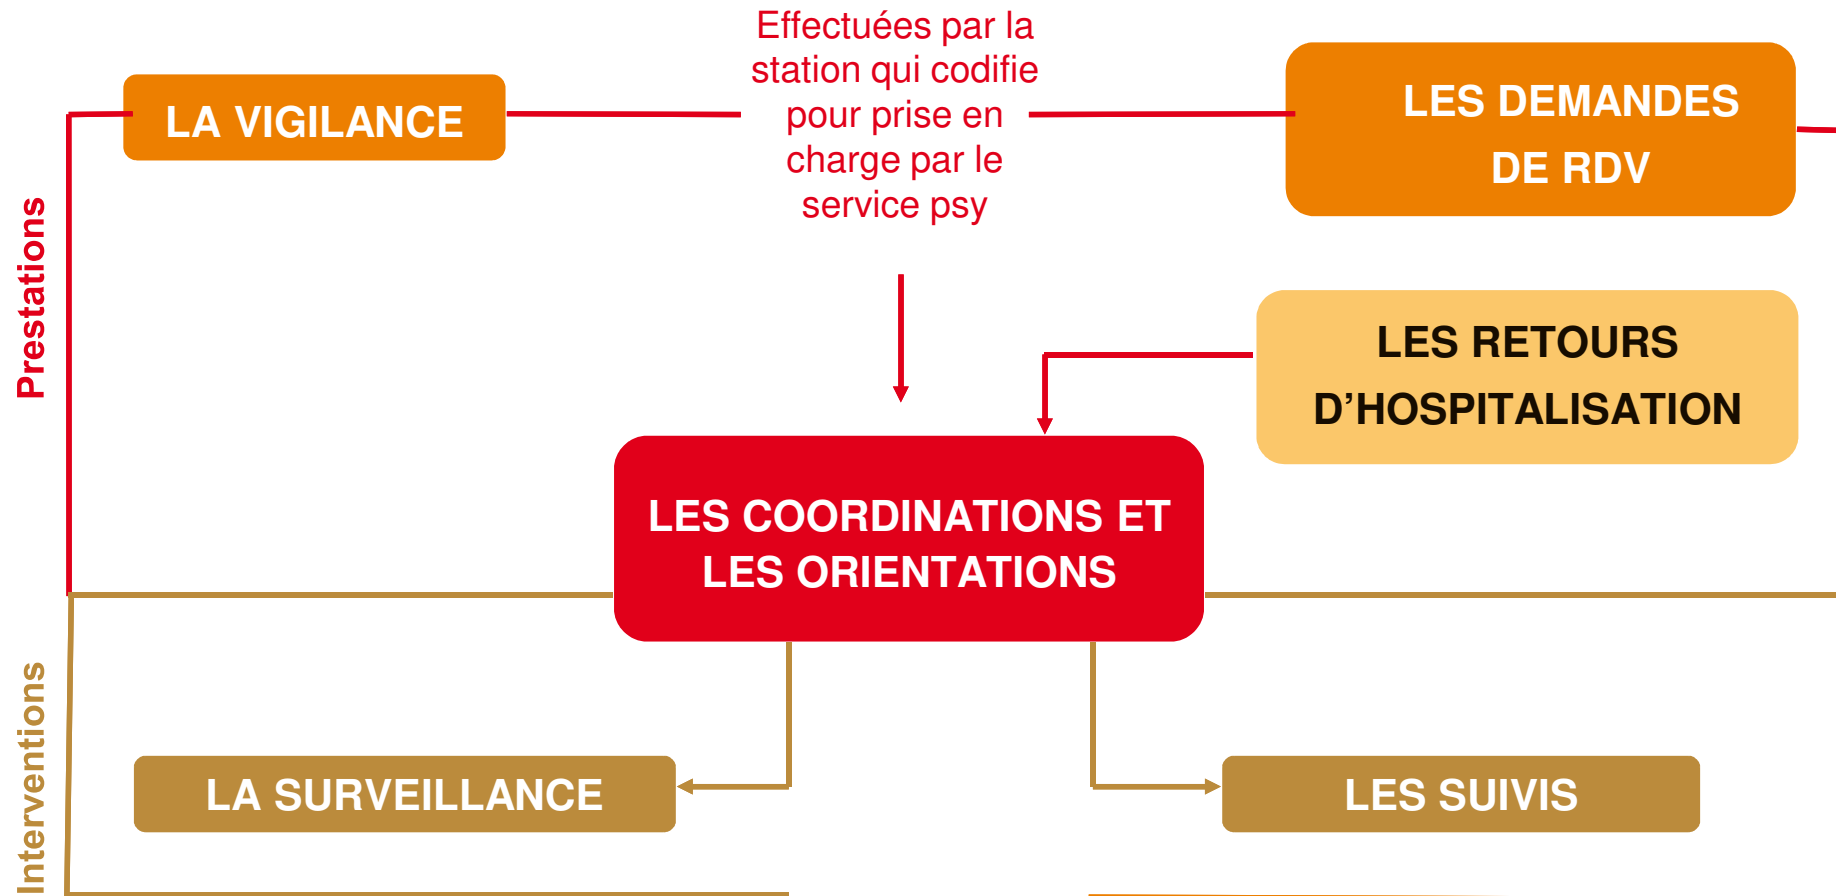 Effectuées par la
station qui codifie
pour prise en
charge par le
service psy
LA VIGILANCE
LES DEMANDES
DE RDV
Prestations
LES RETOURS
D’HOSPITALISATION
LES COORDINATIONS ET
LES ORIENTATIONS
Interventions
LA SURVEILLANCE
LES SUIVIS